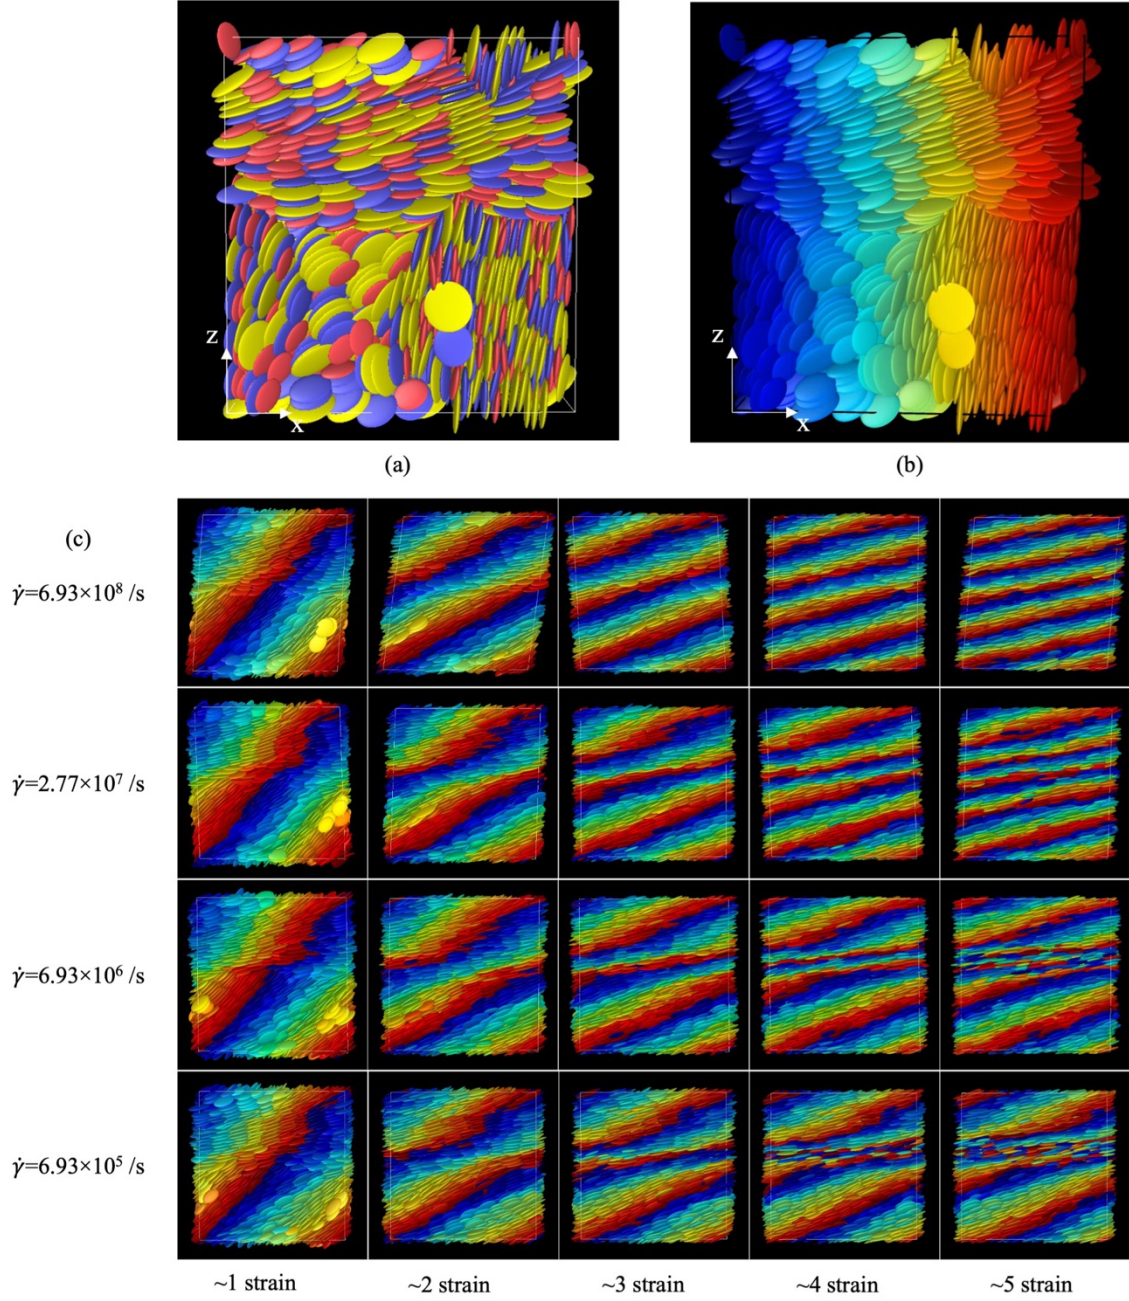 z
x
(a)
z
x
(b)
(c)
γ̇=6.93×10⁸ /s
γ̇=2.77×10⁷ /s
γ̇=6.93×10⁶ /s
γ̇=6.93×10⁵ /s
~1 strain
~2 strain
~3 strain
~4 strain
~5 strain